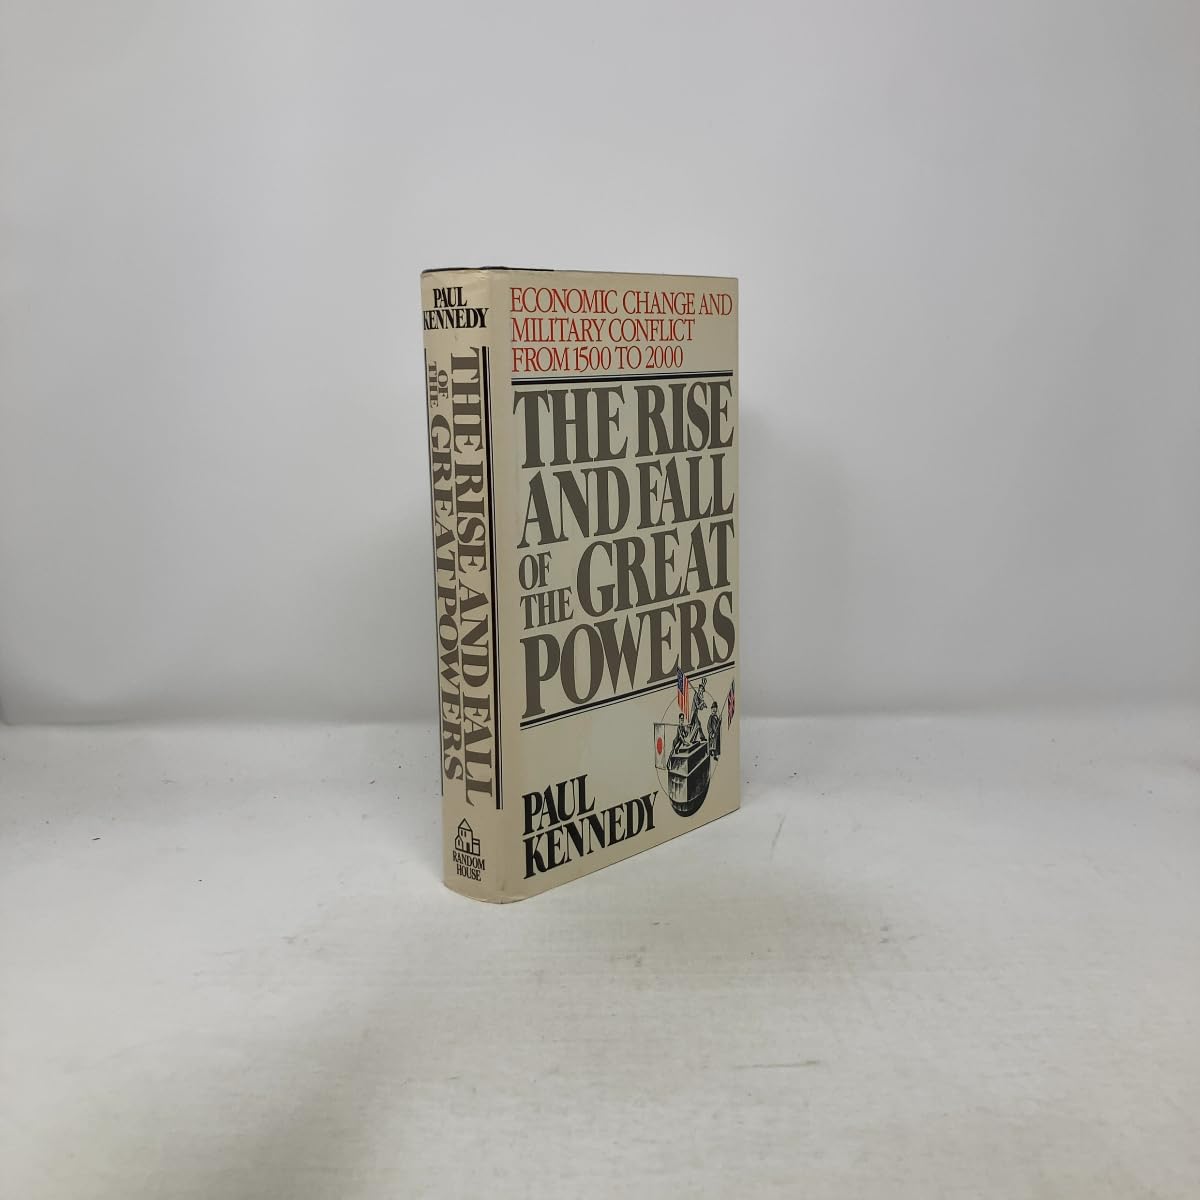 PAUL
KENNEDY
THE RISE AND FALL
OF
THE GREAT POWERS
RANDOM
HOUSE
ECONOMIC CHANGE AND
MILITARY CONFLICT
FROM 1500 TO 2000
THE RISE
AND FALL
OF
THE GREAT
POWERS
PAUL
KENNEDY